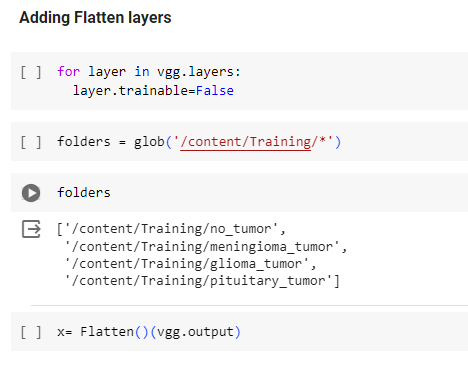 Adding Flatten layers
[ ] for layer in vgg.layers:
layer.trainable=False
[ ] folders = glob('/content/Training/*')
folders
['/content/Training/no_tumor',
'/content/Training/meningioma_tumor',
'/content/Training/glioma_tumor',
'/content/Training/pituitary_tumor']
[ ] x= Flatten()(vgg.output)